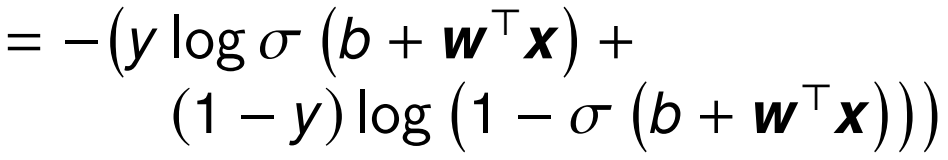 = −(y log σ (b + w⊤x) +
(1 − y) log (1 − σ (b + w⊤x)))